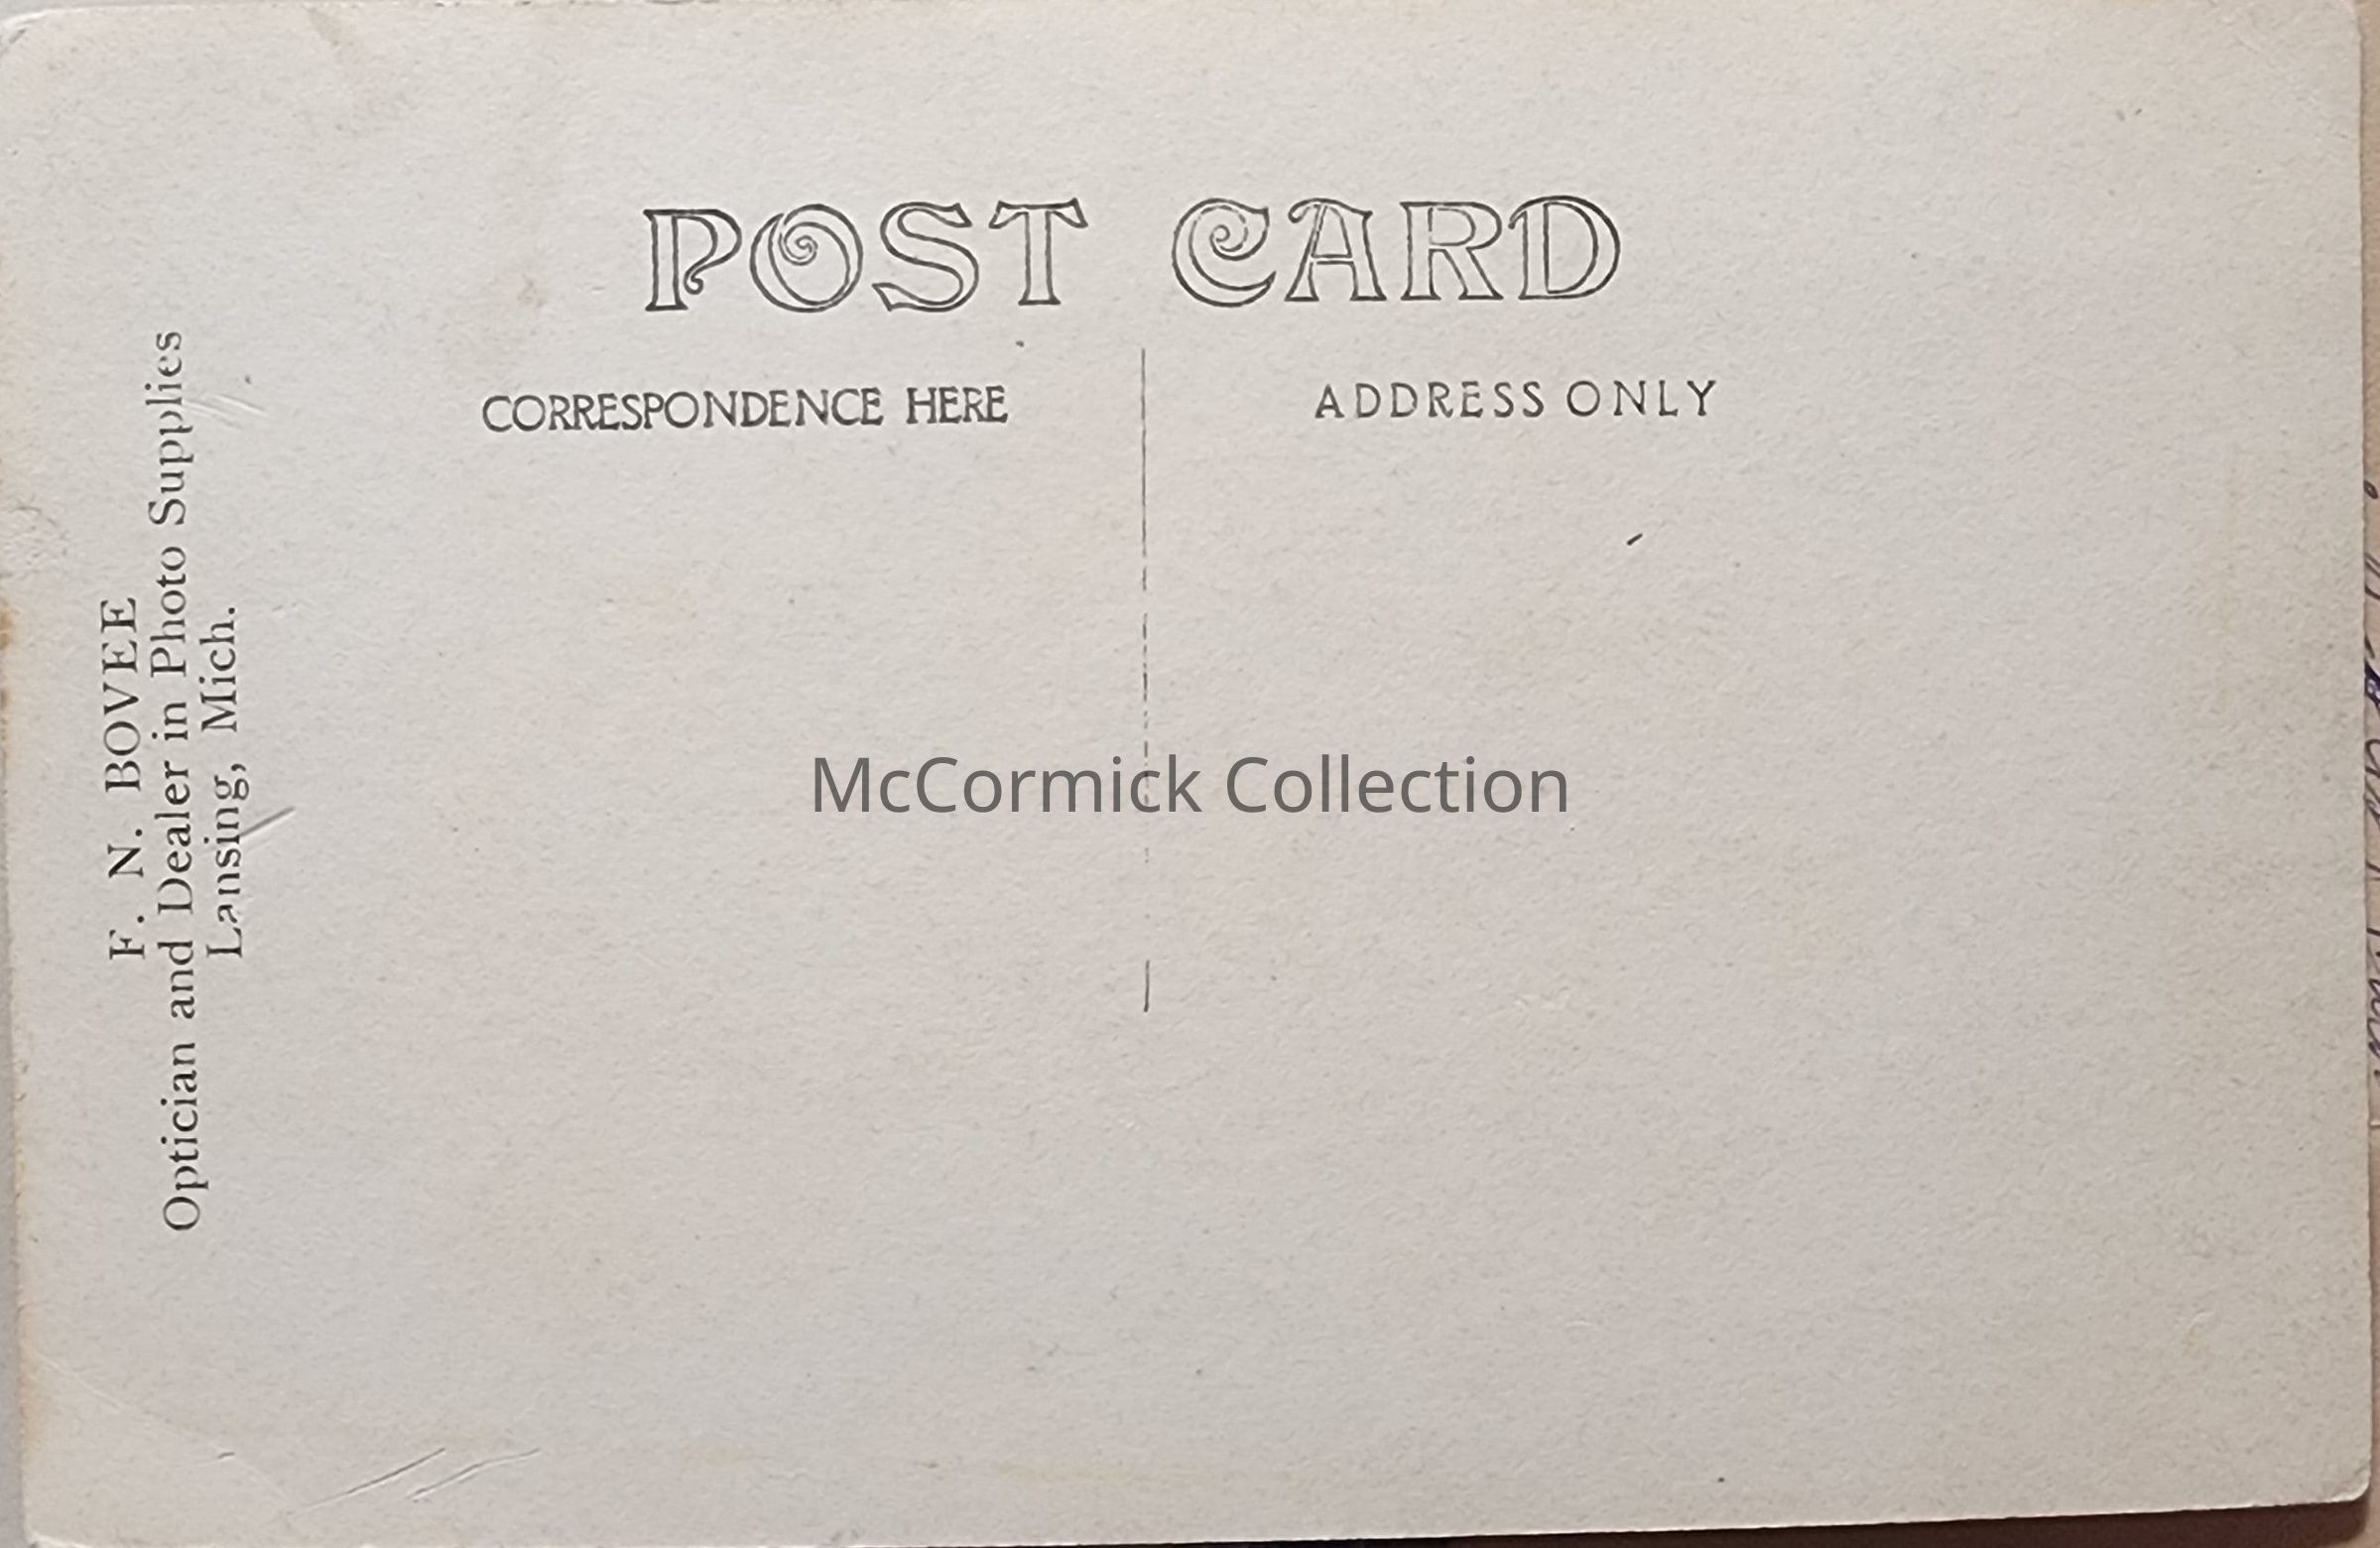 POST CARD
CORRESPONDENCE HERE
ADDRESS ONLY
F. N. BOVEE
Optician and Dealer in Photo Supplies
Lansing, Mich.
McCormick Collection